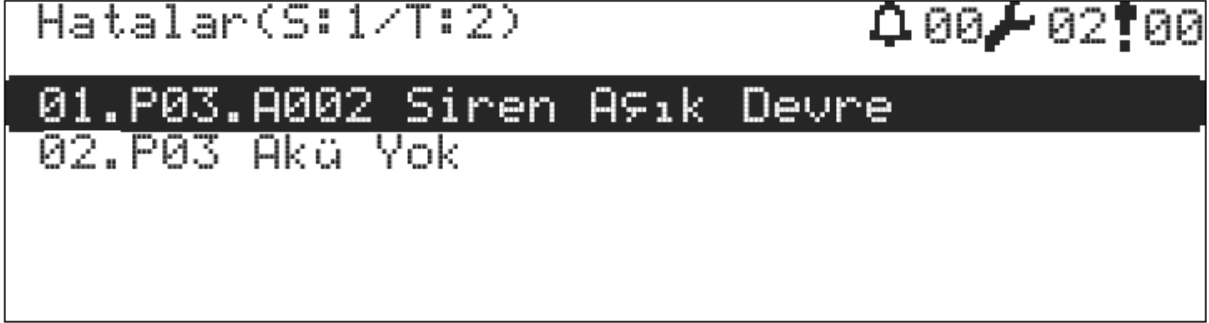 Hatalar(S:1/T:2) 00 02 00
01.P03.A002 Siren Açık Devre
02.P03 Akü Yok